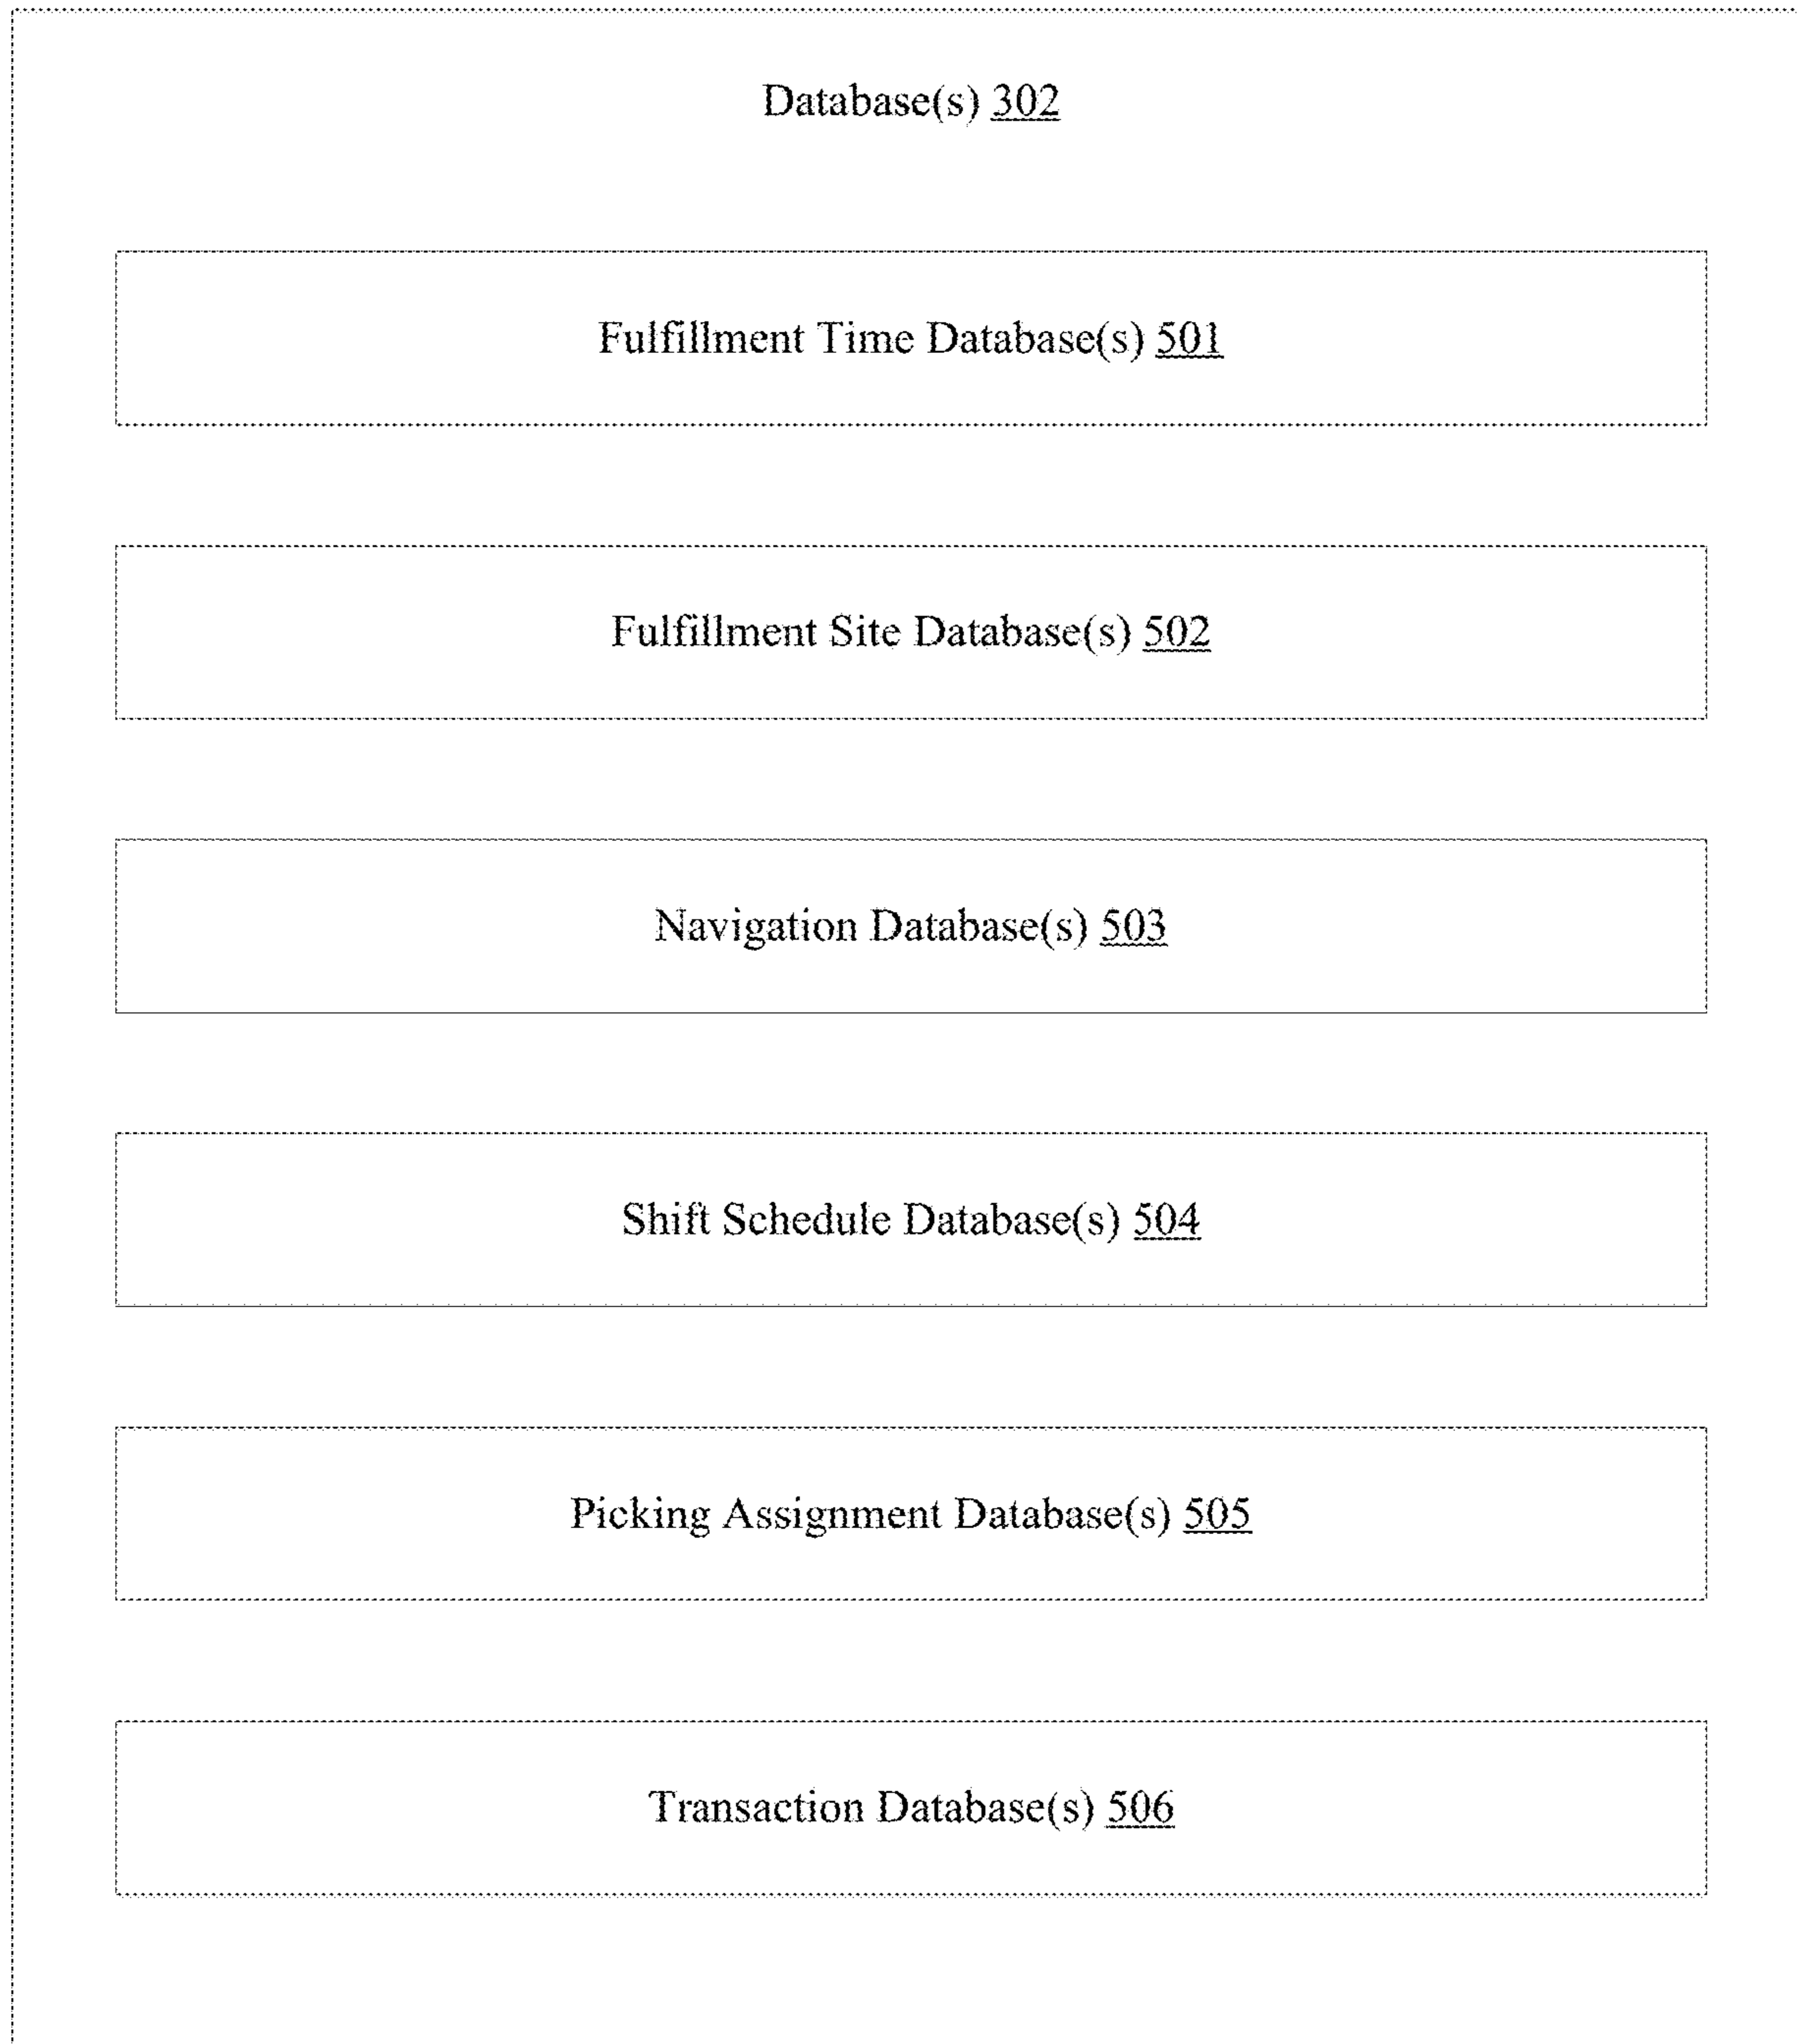 Database(s) 302
Fulfillment Time Database(s) 501
Fulfillment Site Database(s) 502
Navigation Database(s) 503
Shift Schedule Database(s) 504
Picking Assignment Database(s) 505
Transaction Database(s) 506